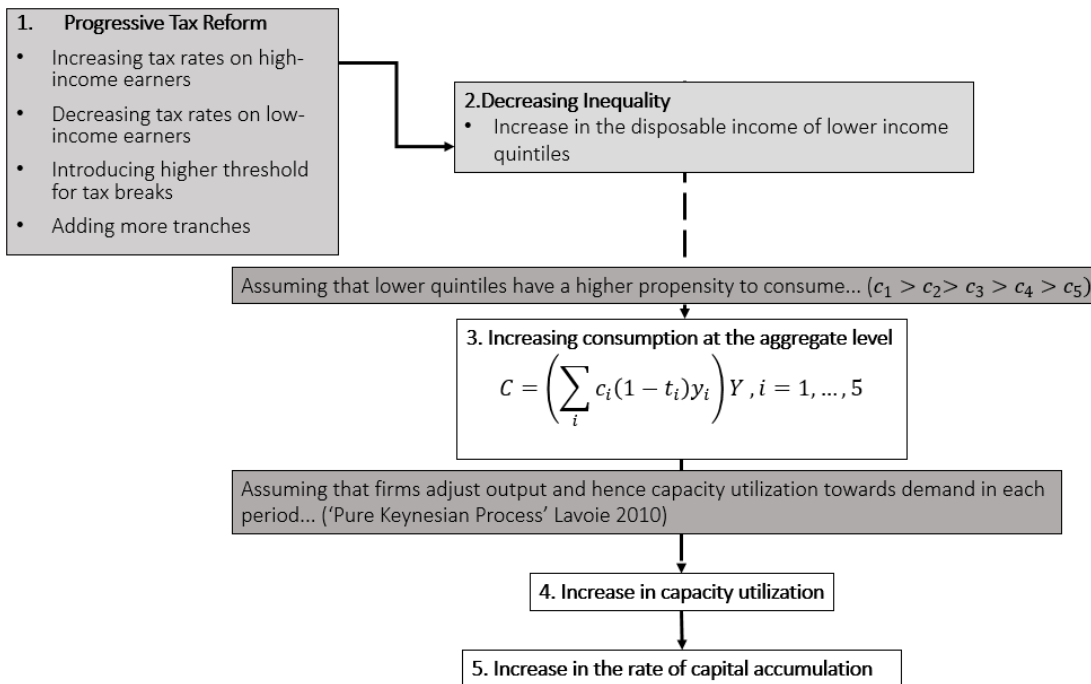 1. Progressive Tax Reform
• Increasing tax rates on high-
income earners
• Decreasing tax rates on low-
income earners
• Introducing higher threshold
for tax breaks
• Adding more tranches
2.Decreasing Inequality
• Increase in the disposable income of lower income
quintiles
Assuming that lower quintiles have a higher propensity to consume... (c₁ > c₂> c₃ > c₄ > c₅)
3. Increasing consumption at the aggregate level
C = (∑ᵢ cᵢ(1 − tᵢ)yᵢ) Y , i = 1, ... , 5
Assuming that firms adjust output and hence capacity utilization towards demand in each
period... (‘Pure Keynesian Process’ Lavoie 2010)
4. Increase in capacity utilization
5. Increase in the rate of capital accumulation